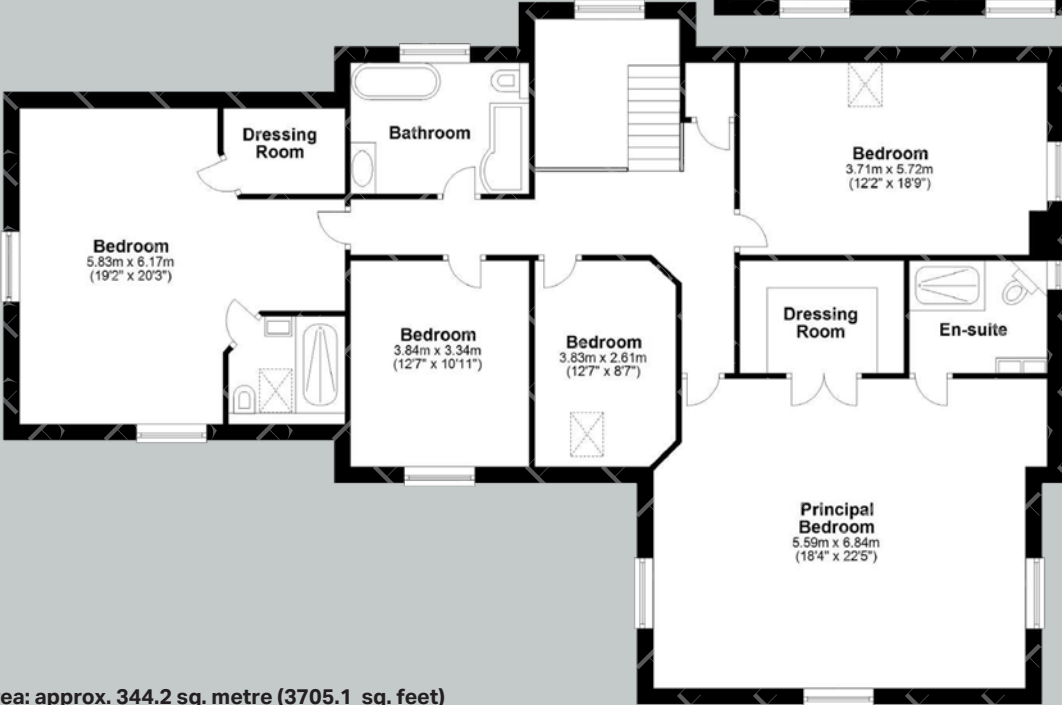 Dressing
Room
Bathroom
Bedroom
3.71m x 5.72m
(12'2" x 18'9")
Bedroom
5.83m x 6.17m
(19'2" x 20'3")
Bedroom
3.84m x 3.34m
(12'7" x 10'11")
Bedroom
3.83m x 2.61m
(12'7" x 8'7")
Dressing
Room
En-suite
Principal
Bedroom
5.59m x 6.84m
(18'4" x 22'5")
ea: approx. 344.2 sq. metre (3705.1 sq. feet)